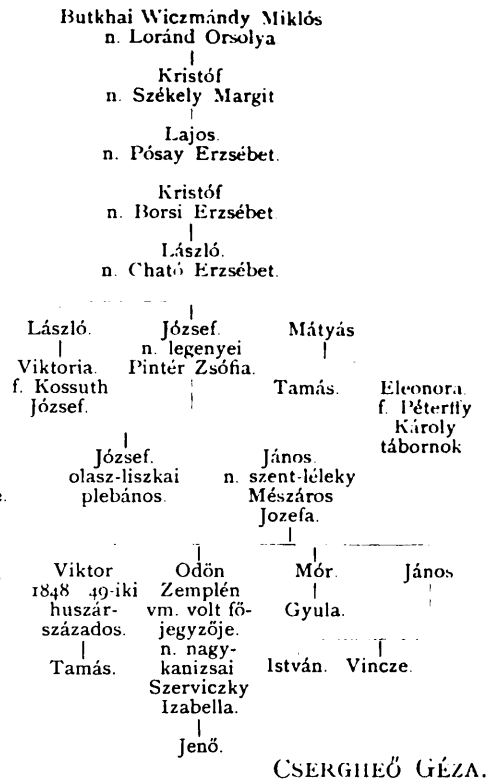 Butkhai Wiczmándy Miklós
n. Loránd Orsolya
Kristóf
n. Székely Margit
Lajos.
n. Pósay Erzsébet.
Kristóf
n. Borsi Erzsébet
László.
n. Cható Erzsébet.
László. József. Mátyás
n. legenyei
Viktoria. Pintér Zsófia.
f. Kossuth Tamás. Eleonora.
József. f. Péterffy
Károly
tábornok
József. János.
olasz-liszkai n. szent-léleky
plebános. Mészáros
Jozefa.
Viktor Odön Mór. János
1848 49-iki Zemplén
huszár- vm. volt fő- Gyula.
százados. jegyzője.
n. nagy-
Tamás. kanizsai István. Vincze.
Szerviczky
Izabella.
Jenő.
CSERGHEŐ GÉZA.